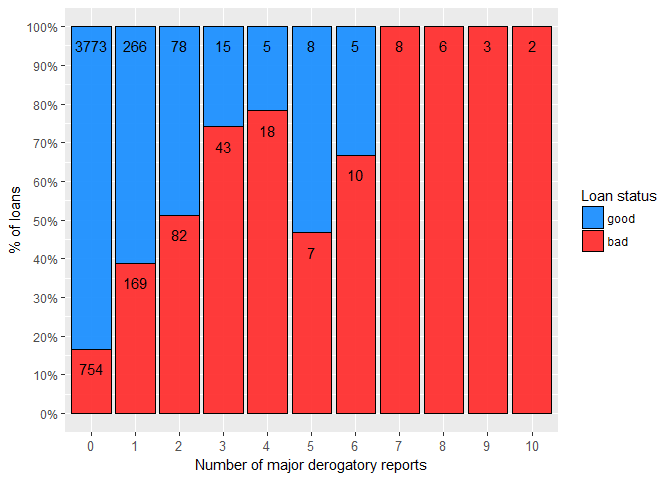 100%
90%
80%
70%
60%
50%
40%
30%
20%
10%
0%
% of loans
3773 266 78 15 5 8 5 8 6 3 2
754 169 82 43 18 7 10
0 1 2 3 4 5 6 7 8 9 10
Number of major derogatory reports
Loan status
good
bad